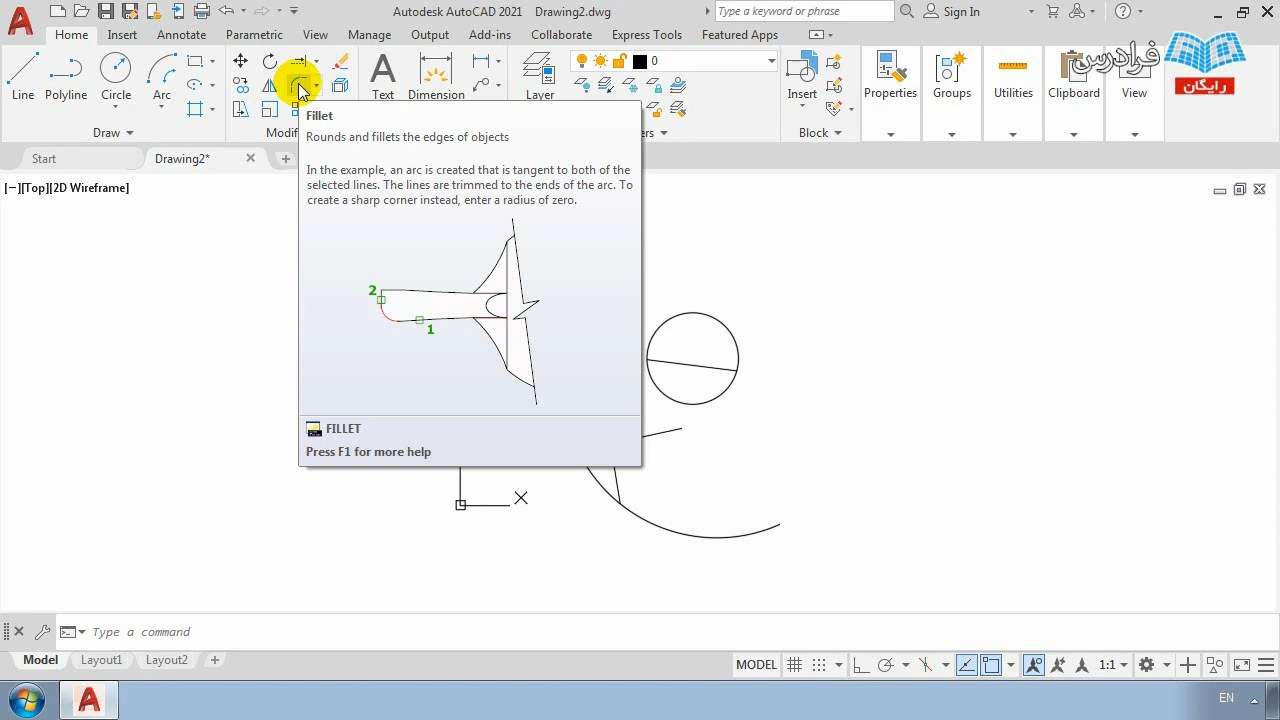 Autodesk AutoCAD 2021 Drawing2.dwg
Type a keyword or phrase
Sign In
Home Insert Annotate Parametric View Manage Output Add-ins Collaborate Express Tools Featured Apps
0
Line Polyline Circle Arc Text Dimension Layer Insert Properties Groups Utilities Clipboard View
Draw Modif ers Block
فرادرس
رایگان
Start Drawing2*
[−][Top][2D Wireframe]
Fillet
Rounds and fillets the edges of objects
In the example, an arc is created that is tangent to both of the
selected lines. The lines are trimmed to the ends of the arc. To
create a sharp corner instead, enter a radius of zero.
2
1
FILLET
Press F1 for more help
X
Type a command
Model Layout1 Layout2
MODEL
1:1
EN